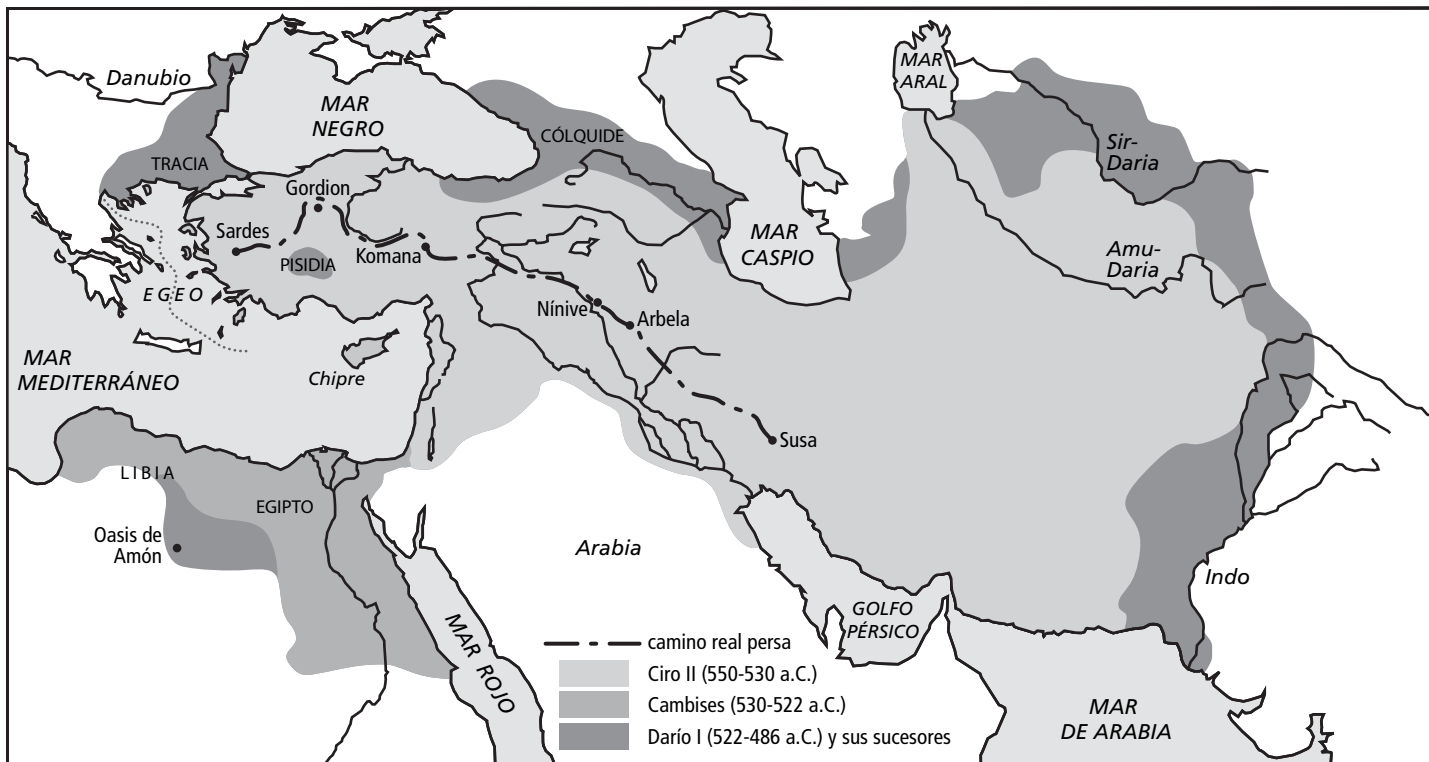 Danubio
MAR
NEGRO
MAR
ARAL
CÓLQUIDE
TRACIA
Sir-
Daria
Gordion
Sardes
MAR
CASPIO
Komana
PISIDIA
Amu-
Daria
EGEO
Nínive
Arbela
MAR
MEDITERRÁNEO
Chipre
Susa
LIBIA
EGIPTO
Oasis de
Amón
Arabia
Indo
GOLFO
PÉRSICO
MAR ROJO
camino real persa
Ciro II (550-530 a.C.)
Cambises (530-522 a.C.)
Darío I (522-486 a.C.) y sus sucesores
MAR
DE ARABIA